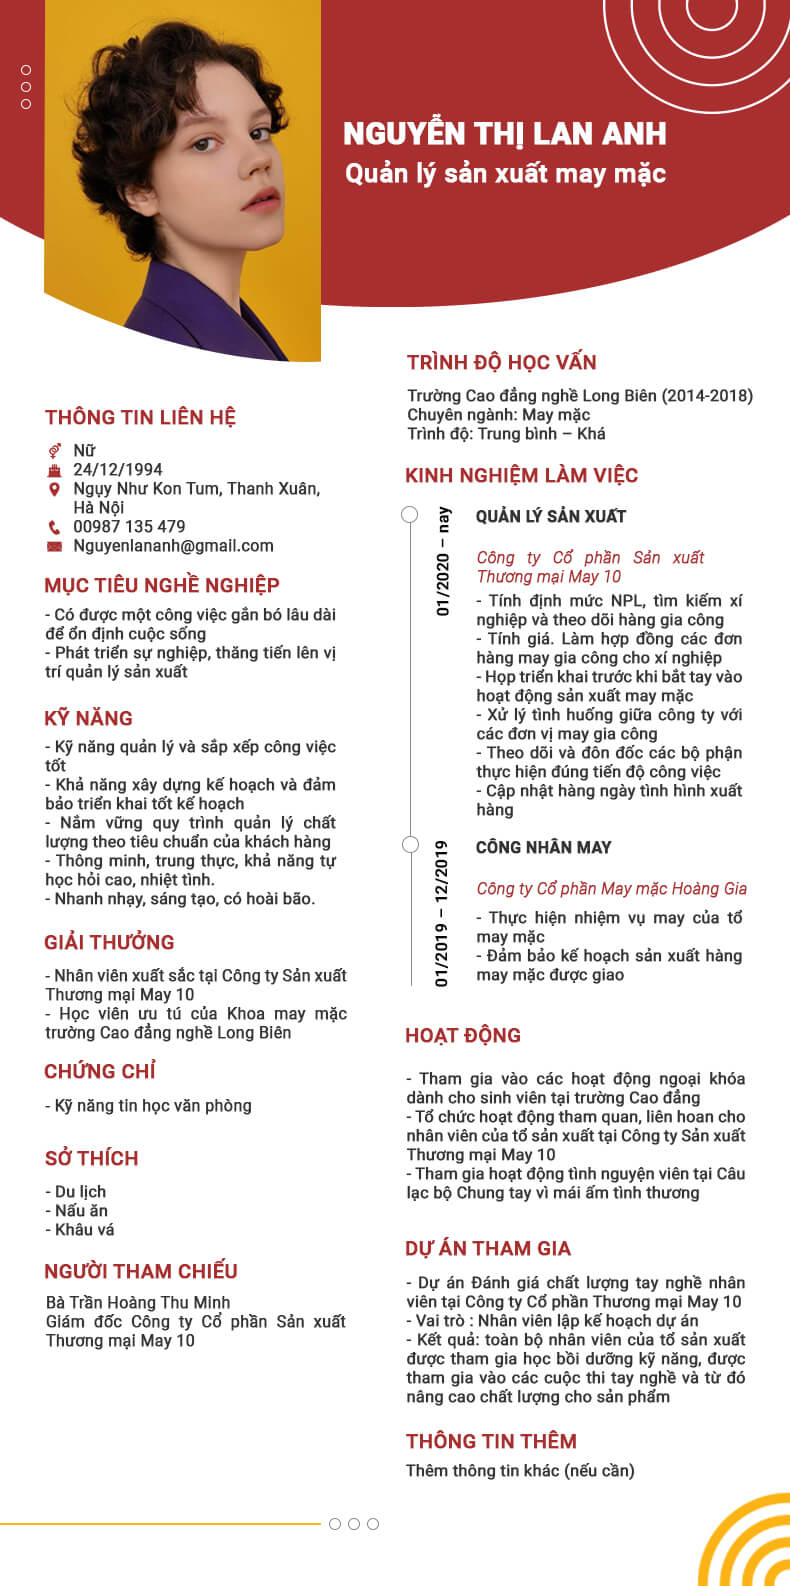 NGUYỄN THỊ LAN ANH
Quản lý sản xuất may mặc
THÔNG TIN LIÊN HỆ
Nữ
24/12/1994
Ngụy Như Kon Tum, Thanh Xuân,
Hà Nội
00987 135 479
Nguyenlananh@gmail.com
MỤC TIÊU NGHỀ NGHIỆP
- Có được một công việc gắn bó lâu dài
để ổn định cuộc sống
- Phát triển sự nghiệp, thăng tiến lên vị
trí quản lý sản xuất
KỸ NĂNG
- Kỹ năng quản lý và sắp xếp công việc
tốt
- Khả năng xây dựng kế hoạch và đảm
bảo triển khai tốt kế hoạch
- Nắm vững quy trình quản lý chất
lượng theo tiêu chuẩn của khách hàng
- Thông minh, trung thực, khả năng tự
học hỏi cao, nhiệt tình.
- Nhanh nhạy, sáng tạo, có hoài bão.
GIẢI THƯỞNG
- Nhân viên xuất sắc tại Công ty Sản xuất
Thương mại May 10
- Học viên ưu tú của Khoa may mặc
trường Cao đẳng nghề Long Biên
CHỨNG CHỈ
- Kỹ năng tin học văn phòng
SỞ THÍCH
- Du lịch
- Nấu ăn
- Khâu vá
NGƯỜI THAM CHIẾU
Bà Trần Hoàng Thu Minh
Giám đốc Công ty Cổ phần Sản xuất
Thương mại May 10
TRÌNH ĐỘ HỌC VẤN
Trường Cao đẳng nghề Long Biên (2014-2018)
Chuyên ngành: May mặc
Trình độ: Trung bình – Khá
KINH NGHIỆM LÀM VIỆC
01/2020 – nay
QUẢN LÝ SẢN XUẤT
Công ty Cổ phần Sản xuất
Thương mại May 10
- Tính định mức NPL, tìm kiếm xí
nghiệp và theo dõi hàng gia công
- Tính giá. Làm hợp đồng các đơn
hàng may gia công cho xí nghiệp
- Họp triển khai trước khi bắt tay vào
hoạt động sản xuất may mặc
- Xử lý tình huống giữa công ty với
các đơn vị may gia công
- Theo dõi và đôn đốc các bộ phận
thực hiện đúng tiến độ công việc
- Cập nhật hàng ngày tình hình xuất
hàng
01/2019 – 12/2019
CÔNG NHÂN MAY
Công ty Cổ phần May mặc Hoàng Gia
- Thực hiện nhiệm vụ may của tổ
may mặc
- Đảm bảo kế hoạch sản xuất hàng
may mặc được giao
HOẠT ĐỘNG
- Tham gia vào các hoạt động ngoại khóa
dành cho sinh viên tại trường Cao đẳng
- Tổ chức hoạt động tham quan, liên hoan cho
nhân viên của tổ sản xuất tại Công ty Sản xuất
Thương mại May 10
- Tham gia hoạt động tình nguyện viên tại Câu
lạc bộ Chung tay vì mái ấm tình thương
DỰ ÁN THAM GIA
- Dự án Đánh giá chất lượng tay nghề nhân
viên tại Công ty Cổ phần Thương mại May 10
- Vai trò : Nhân viên lập kế hoạch dự án
- Kết quả: toàn bộ nhân viên của tổ sản xuất
được tham gia học bồi dưỡng kỹ năng, được
tham gia vào các cuộc thi tay nghề và từ đó
nâng cao chất lượng cho sản phẩm
THÔNG TIN THÊM
Thêm thông tin khác (nếu cần)